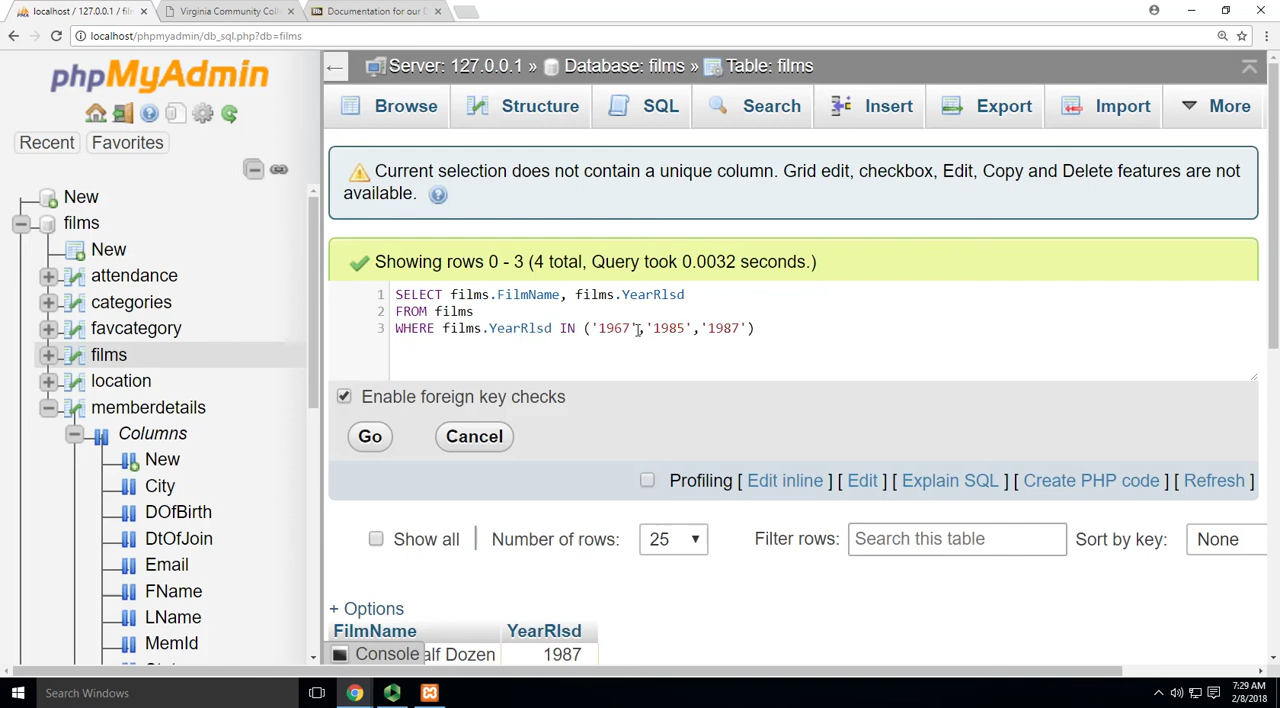 localhost / 127.0.0.1 / film
Virginia Community Coll
Documentation for our D
localhost/phpmyadmin/db_sql.php?db=films
phpMyAdmin
Recent
Favorites
New
films
New
attendance
categories
favcategory
films
location
memberdetails
Columns
New
City
DOfBirth
DtOfJoin
Email
FName
LName
MemId
Server: 127.0.0.1 » Database: films » Table: films
Browse
Structure
SQL
Search
Insert
Export
Import
More
Current selection does not contain a unique column. Grid edit, checkbox, Edit, Copy and Delete features are not
available.
Showing rows 0 - 3 (4 total, Query took 0.0032 seconds.)
1 SELECT films.FilmName, films.YearRlsd
2 FROM films
3 WHERE films.YearRlsd IN ('1967','1985','1987')
Enable foreign key checks
Go
Cancel
Profiling [ Edit inline ] [ Edit ] [ Explain SQL ] [ Create PHP code ] [ Refresh ]
Show all
Number of rows:
25
Filter rows:
Search this table
Sort by key:
None
+ Options
FilmName YearRlsd
Console alf Dozen 1987
Search Windows
7:29 AM
2/8/2018